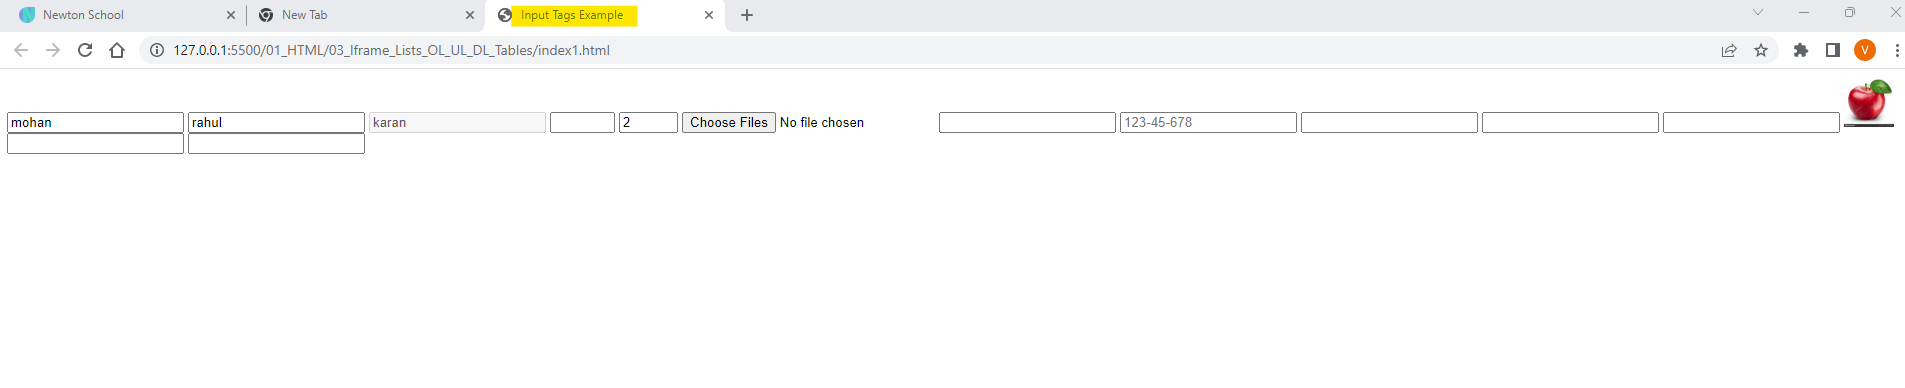 Newton School
New Tab
Input Tags Example
127.0.0.1:5500/01_HTML/03_Iframe_Lists_OL_UL_DL_Tables/index1.html
V
mohan rahul karan 2 Choose Files No file chosen 123-45-678